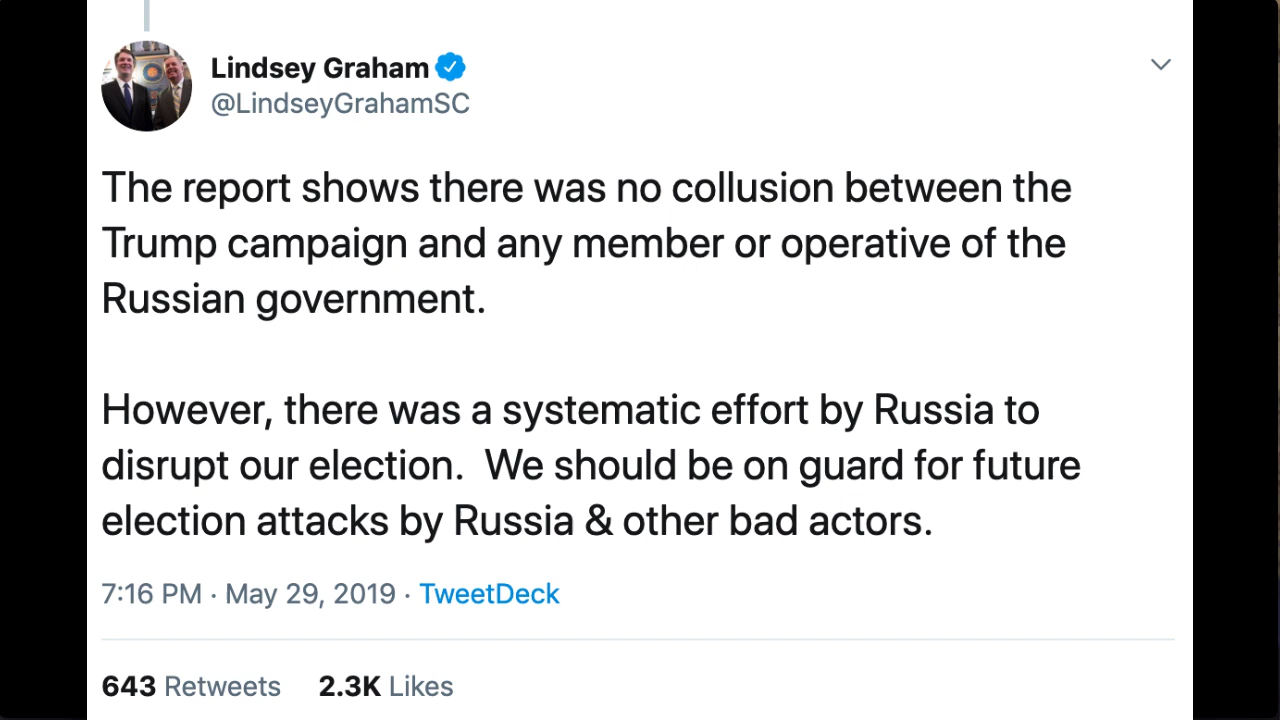 Lindsey Graham
@LindseyGrahamSC
The report shows there was no collusion between the
Trump campaign and any member or operative of the
Russian government.
However, there was a systematic effort by Russia to
disrupt our election.  We should be on guard for future
election attacks by Russia & other bad actors.
7:16 PM · May 29, 2019 · TweetDeck
643 Retweets 2.3K Likes